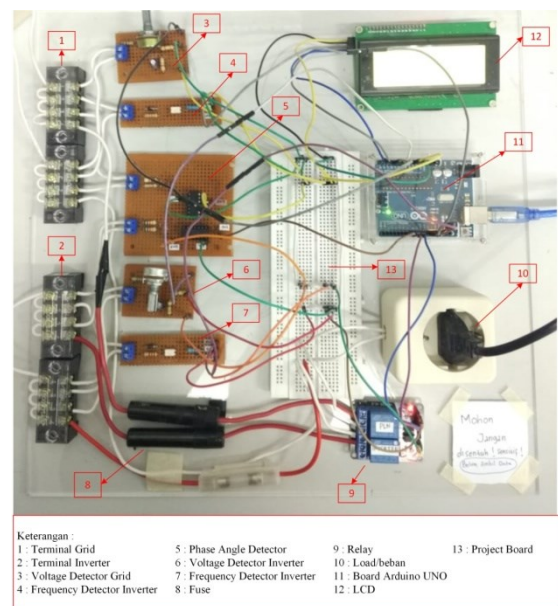 1
3
12
4
5
11
2
13
6
10
7
PLN
Mohon
Jangan
disentuh ! serius !
8
9
Keterangan :
1 : Terminal Grid
2 : Terminal Inverter
3 : Voltage Detector Grid
4 : Frequency Detector Inverter
5 : Phase Angle Detector
6 : Voltage Detector Inverter
7 : Frequency Detector Inverter
8 : Fuse
9 : Relay
10 : Load/beban
11 : Board Arduino UNO
12 : LCD
13 : Project Board